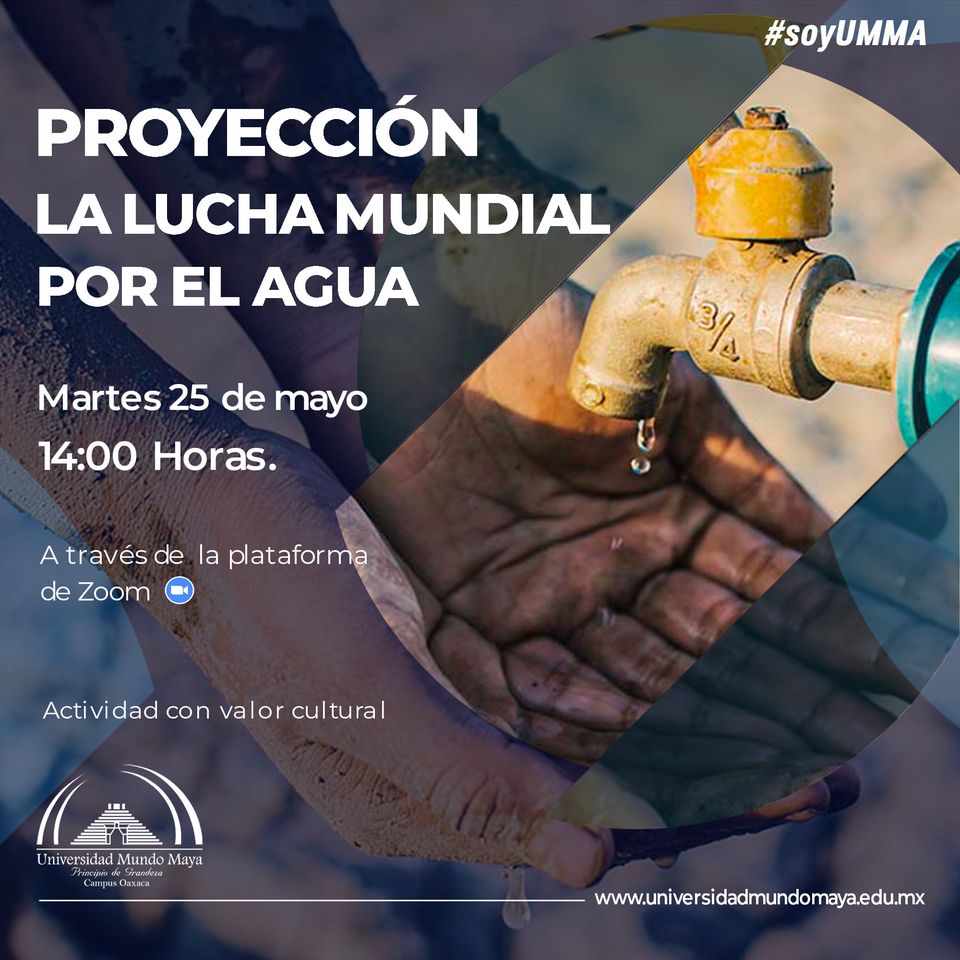 #soyUMMA
PROYECCIÓN
LA LUCHA MUNDIAL
POR EL AGUA
Martes 25 de mayo
14:00 Horas.
A través de la plataforma
de Zoom
Actividad con valor cultural
Universidad Mundo Maya
Principio de Grandeza
Campus Oaxaca
www.universidadmundomaya.edu.mx
3/4